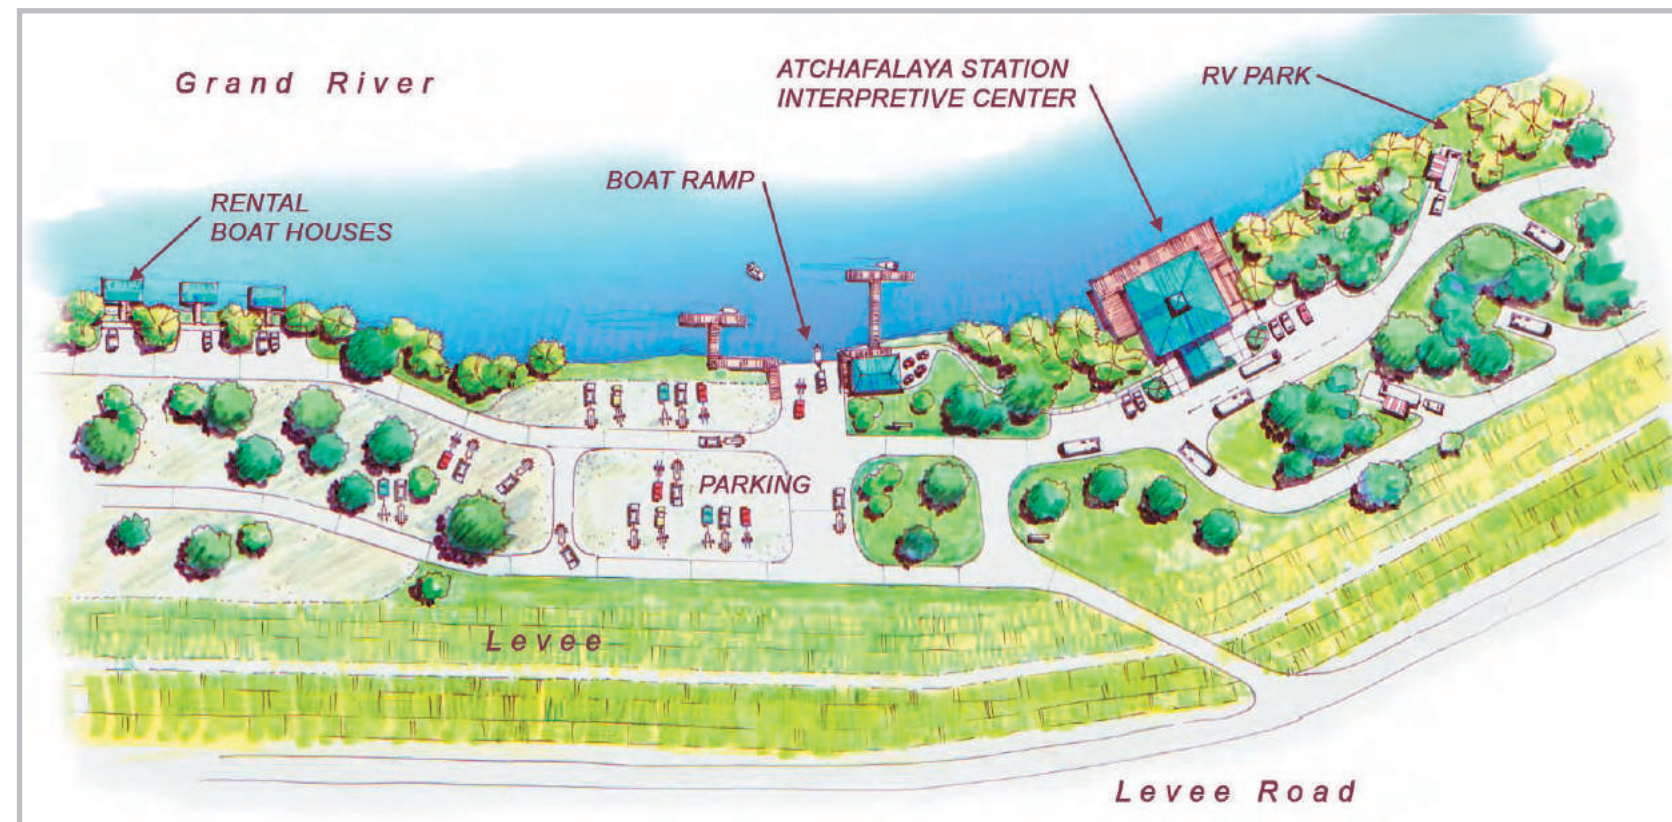 Grand River
ATCHAFALAYA STATION
INTERPRETIVE CENTER
RV PARK
BOAT RAMP
RENTAL
BOAT HOUSES
PARKING
Levee
Levee Road